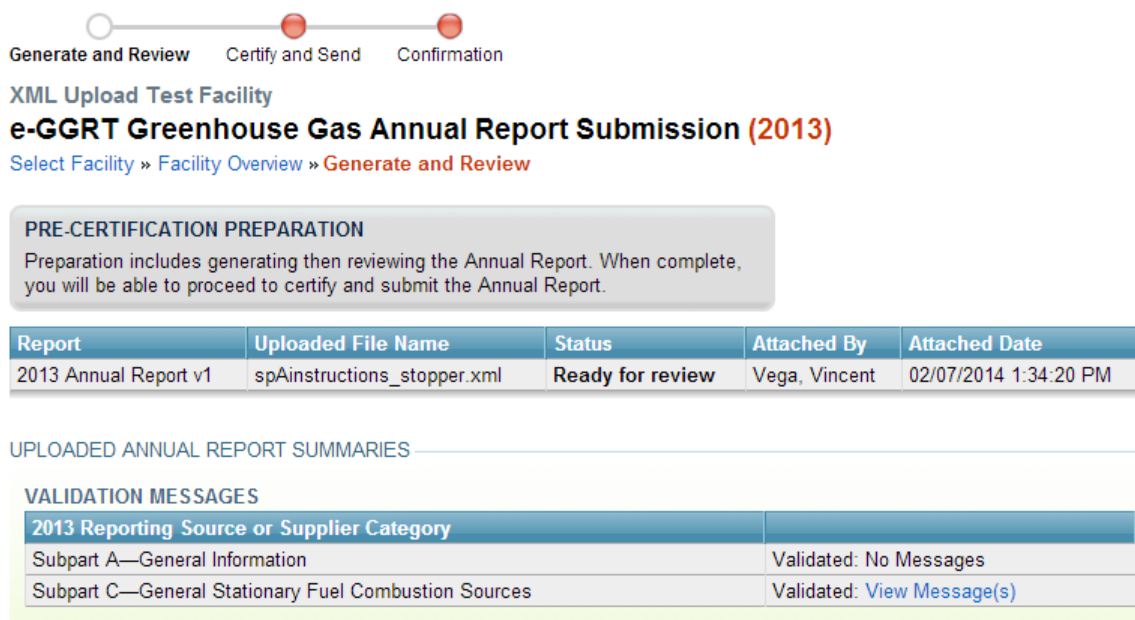 Generate and Review Certify and Send Confirmation
XML Upload Test Facility
e-GGRT Greenhouse Gas Annual Report Submission (2013)
Select Facility » Facility Overview » Generate and Review
PRE-CERTIFICATION PREPARATION
Preparation includes generating then reviewing the Annual Report. When complete,
you will be able to proceed to certify and submit the Annual Report.
Report Uploaded File Name Status Attached By Attached Date
2013 Annual Report v1 spAinstructions_stopper.xml Ready for review Vega, Vincent 02/07/2014 1:34:20 PM
UPLOADED ANNUAL REPORT SUMMARIES
VALIDATION MESSAGES
2013 Reporting Source or Supplier Category
Subpart A—General Information Validated: No Messages
Subpart C—General Stationary Fuel Combustion Sources Validated: View Message(s)